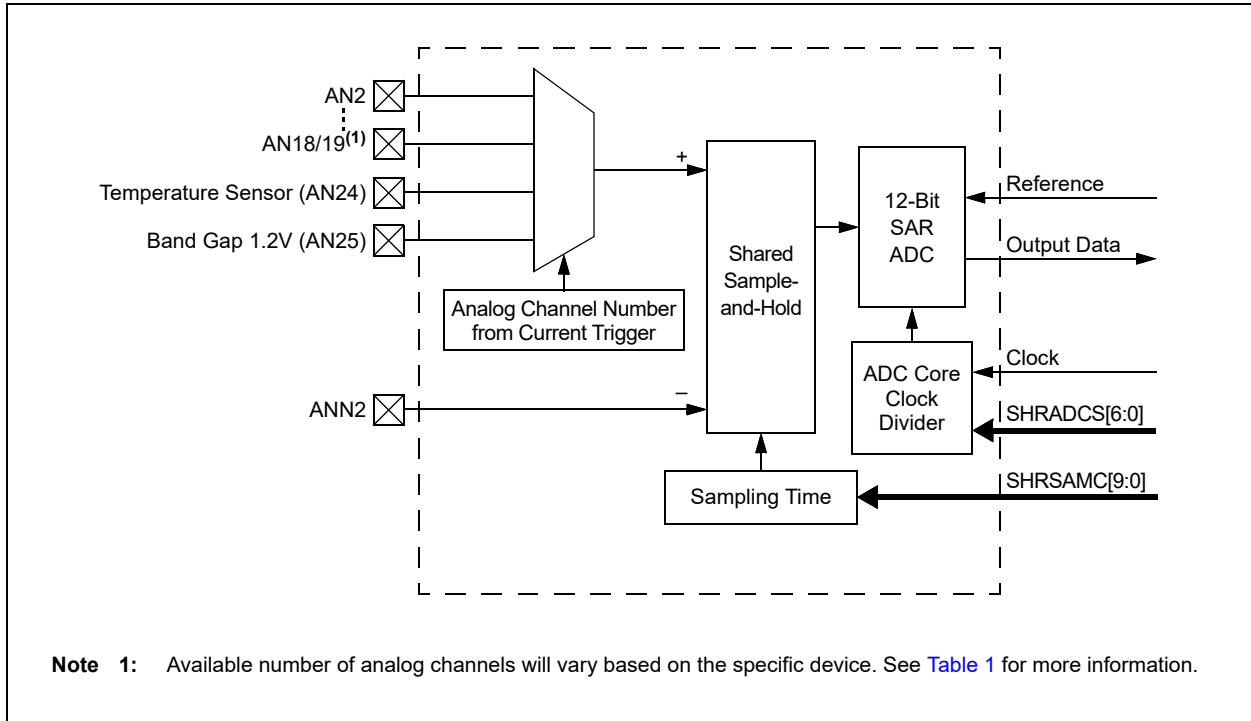 AN2
AN18/19(1)
Temperature Sensor (AN24)
Band Gap 1.2V (AN25)
Analog Channel Number
from Current Trigger
ANN2
+
–
Shared
Sample-
and-Hold
12-Bit
SAR
ADC
Reference
Output Data
ADC Core
Clock
Divider
Clock
SHRADCS[6:0]
Sampling Time
SHRSAMC[9:0]
Note 1: Available number of analog channels will vary based on the specific device. See Table 1 for more information.